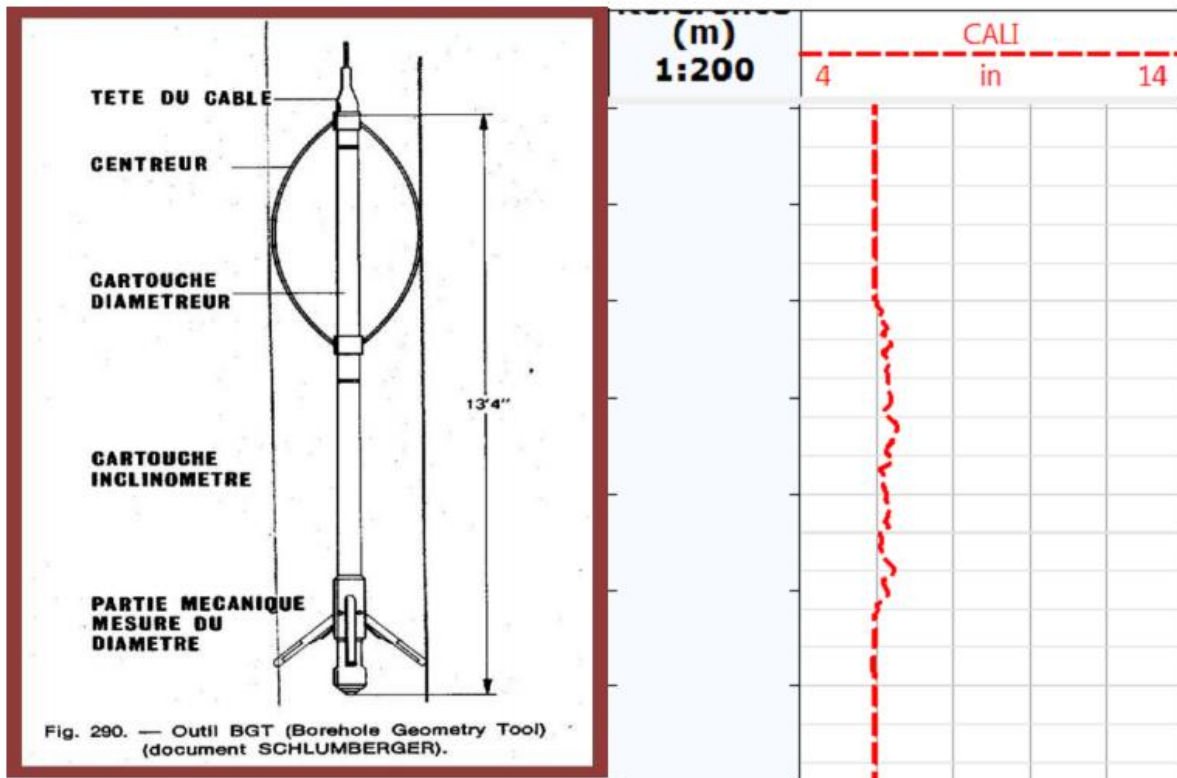 TETE DU CABLE
CENTREUR
CARTOUCHE
DIAMETREUR
13'4"
CARTOUCHE
INCLINOMETRE
PARTIE MECANIQUE
MESURE DU
DIAMETRE
Fig. 290. — Outil BGT (Borehole Geometry Tool)
(document SCHLUMBERGER).
(m)
1:200
CALI
4 in 14